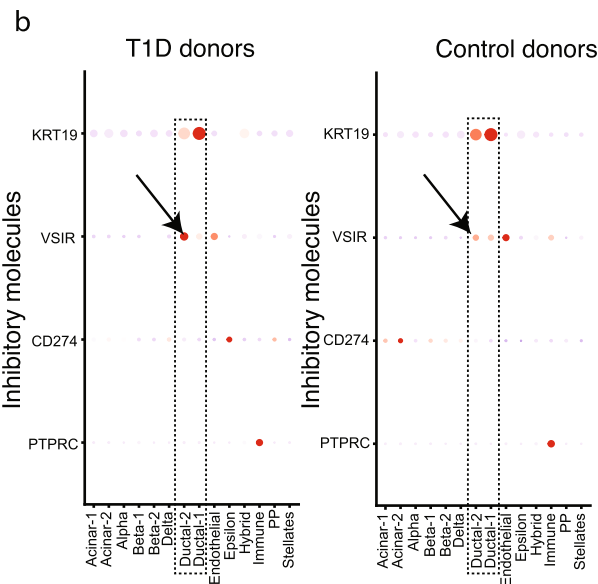 b
T1D donors
Control donors
Inhibitory molecules
KRT19
VSIR
CD274
PTPRC
Acinar-1
Acinar-2
Alpha
Beta-1
Beta-2
Delta
Ductal-2
Ductal-1
Endothelial
Epsilon
Hybrid
Immune
PP
Stellates
Inhibitory molecules
KRT19
VSIR
CD274
PTPRC
Acinar-1
Acinar-2
Alpha
Beta-1
Beta-2
Delta
Ductal-2
Ductal-1
Endothelial
Epsilon
Hybrid
Immune
PP
Stellates